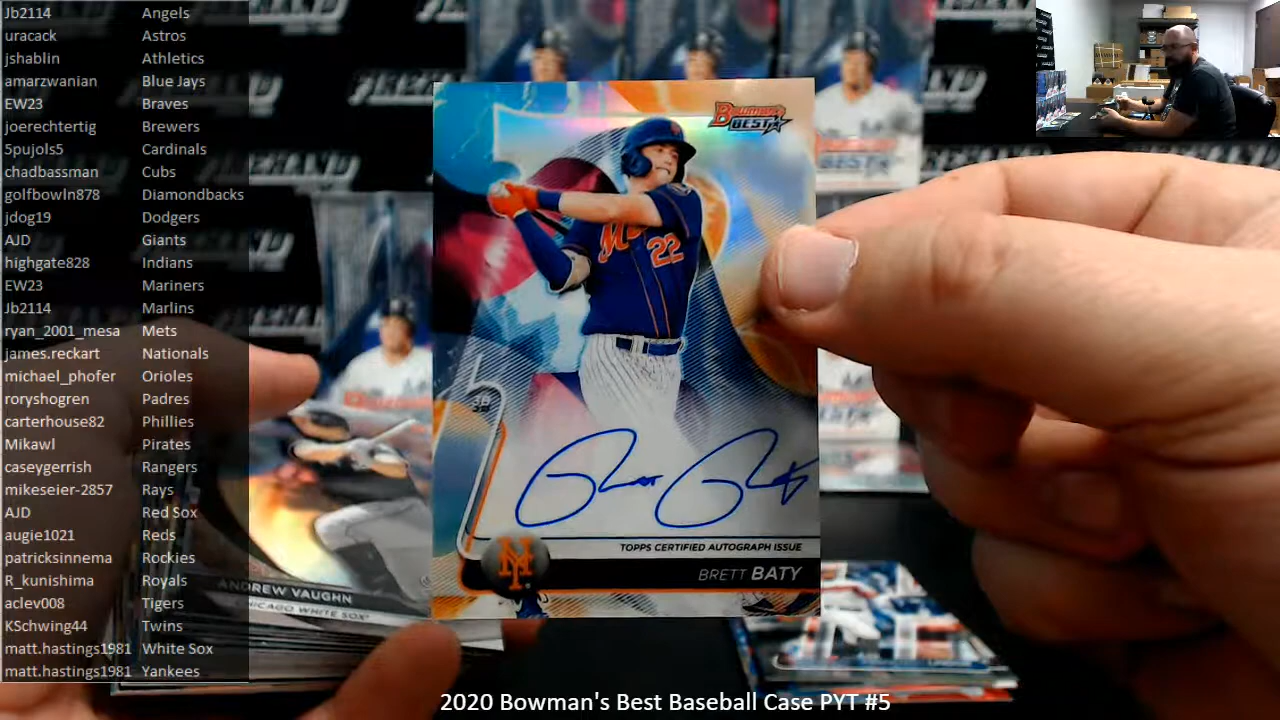 Jb2114 Angels
uracack Astros
jshablin Athletics
amarzwanian Blue Jays
EW23 Braves
joerechtertig Brewers
5pujols5 Cardinals
chadbassman Cubs
golfbowln878 Diamondbacks
jdog19 Dodgers
AJD Giants
highgate828 Indians
EW23 Mariners
Jb2114 Marlins
ryan_2001_mesa Mets
james.reckart Nationals
michael_phofer Orioles
roryshogren Padres
carterhouse82 Phillies
Mikawl Pirates
caseygerrish Rangers
mikeseier-2857 Rays
AJD Red Sox
augie1021 Reds
patricksinnema Rockies
R_kunishima Royals
aclev008 Tigers
KSchwing44 Twins
matt.hastings1981 White Sox
matt.hastings1981 Yankees
BOWMAN'S
BEST
22
3B
TOPPS CERTIFIED AUTOGRAPH ISSUE
BRETT BATY
NY
ANDREW VAUGHN
CHICAGO WHITE SOX
BEST
2020 Bowman's Best Baseball Case PYT #5